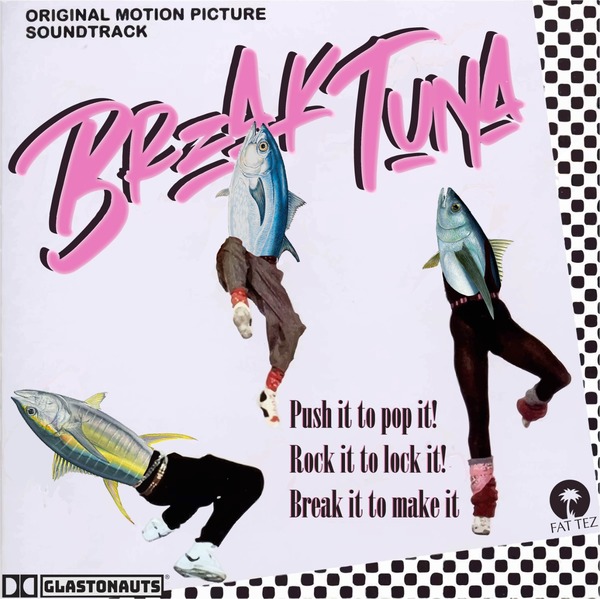 ORIGINAL MOTION PICTURE
SOUNDTRACK
BREAK TUNA
Push it to pop it!
Rock it to lock it!
Break it to make it
FAT TEZ
GLASTONAUTS